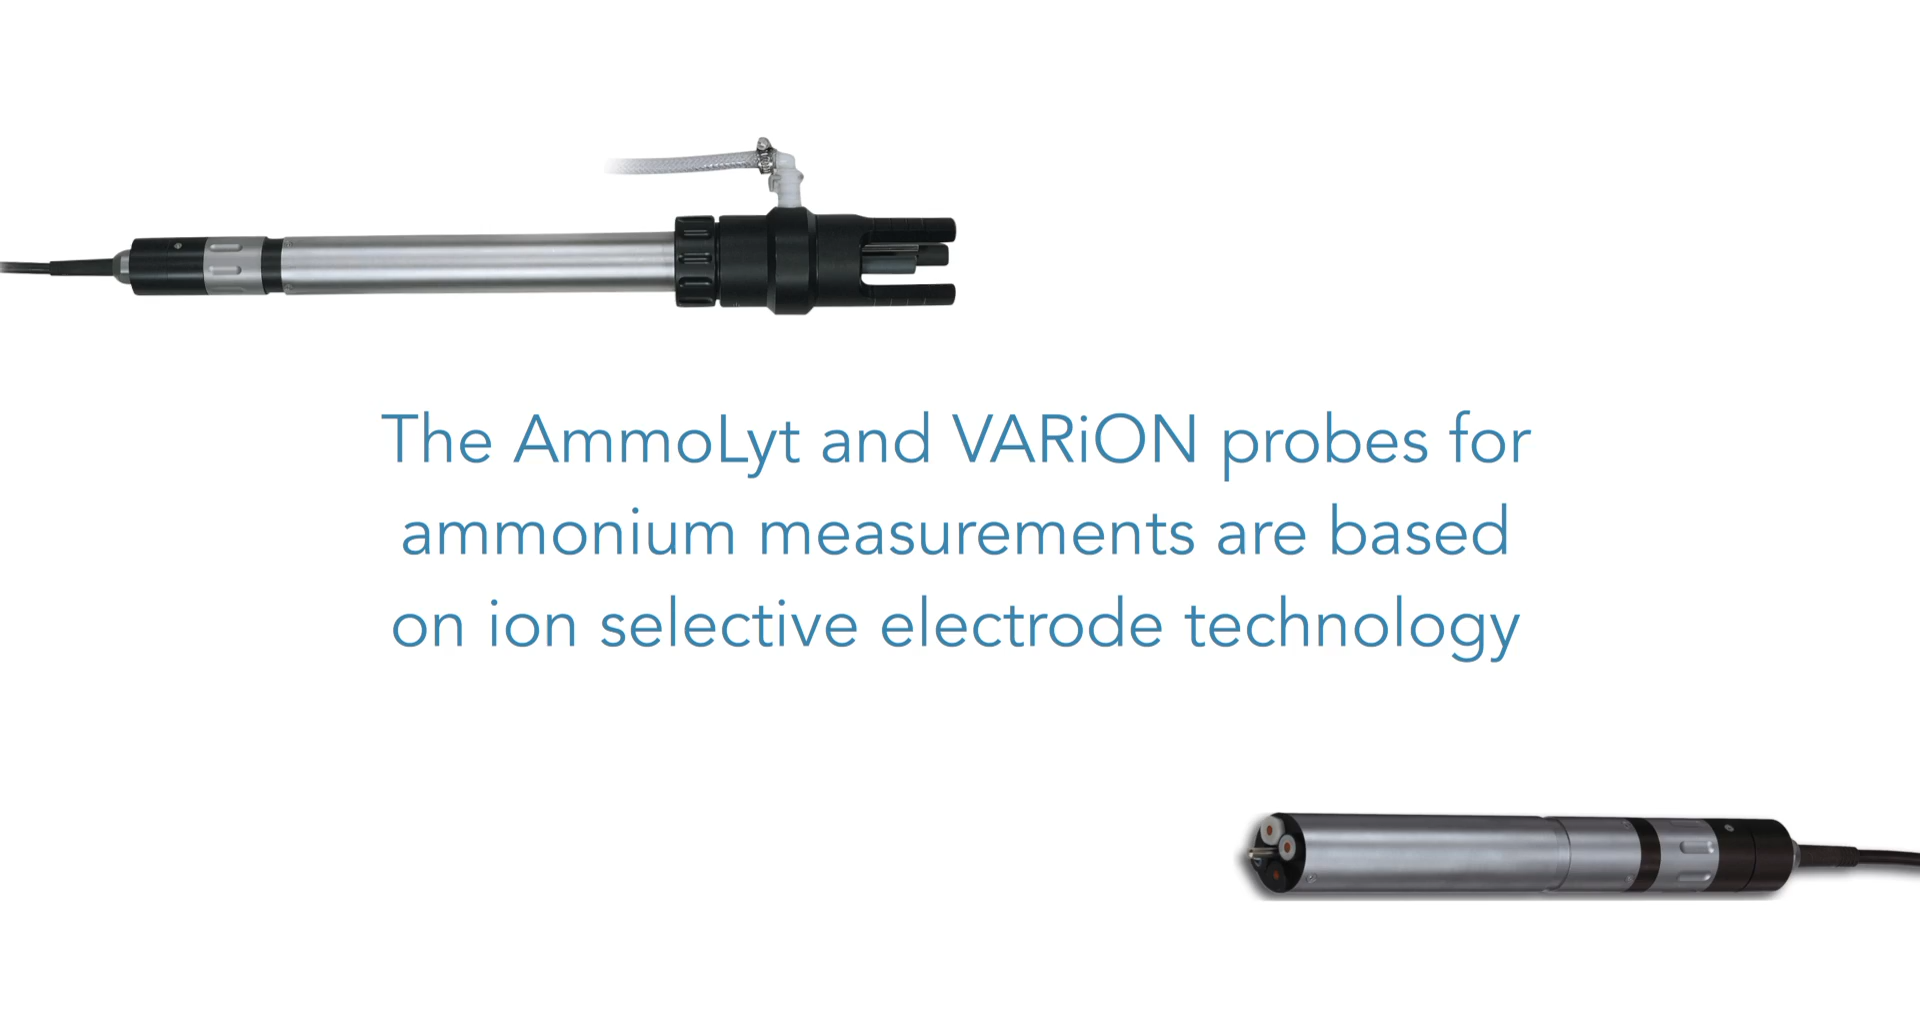 The AmmoLyt and VARiON probes for
ammonium measurements are based
on ion selective electrode technology